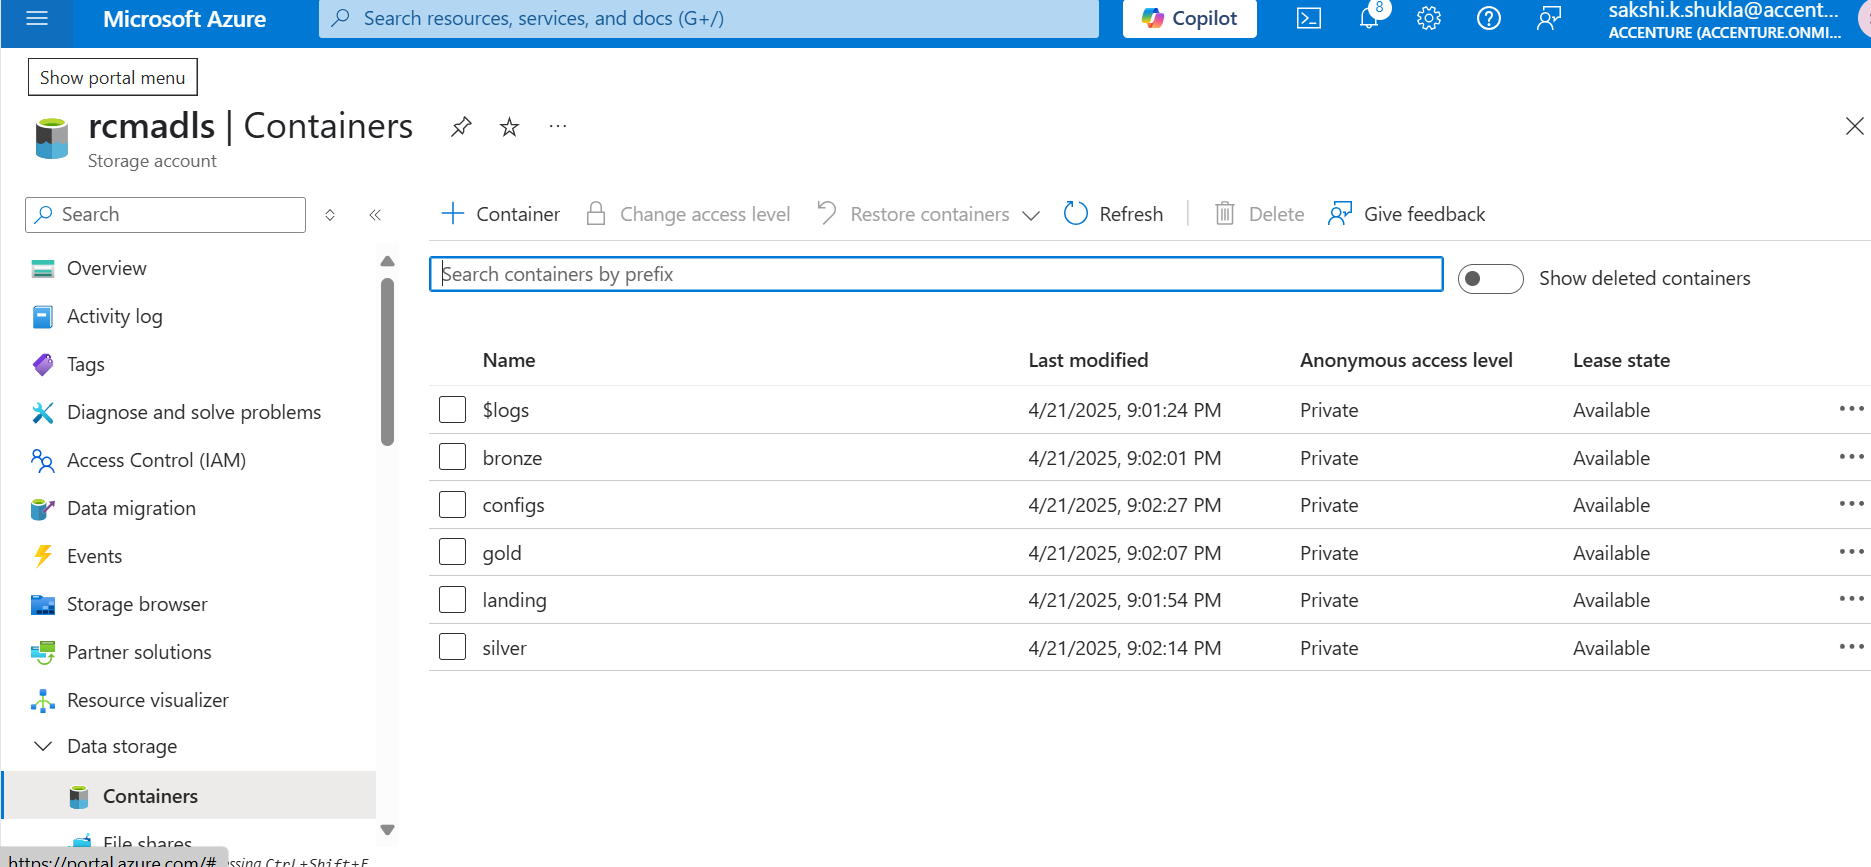 Microsoft Azure
Search resources, services, and docs (G+/)
Copilot
8
sakshi.k.shukla@accent...
ACCENTURE (ACCENTURE.ONMI...
Show portal menu
rcmadls | Containers
Storage account
Search
Container
Change access level
Restore containers
Refresh
Delete
Give feedback
Search containers by prefix
Show deleted containers
Overview
Activity log
Tags
Diagnose and solve problems
Access Control (IAM)
Data migration
Events
Storage browser
Partner solutions
Resource visualizer
Data storage
Containers
File shares
Name Last modified Anonymous access level Lease state
$logs 4/21/2025, 9:01:24 PM Private Available
bronze 4/21/2025, 9:02:01 PM Private Available
configs 4/21/2025, 9:02:27 PM Private Available
gold 4/21/2025, 9:02:07 PM Private Available
landing 4/21/2025, 9:01:54 PM Private Available
silver 4/21/2025, 9:02:14 PM Private Available
https://portal.azure.com/#
essing Ctrl+Shift+F